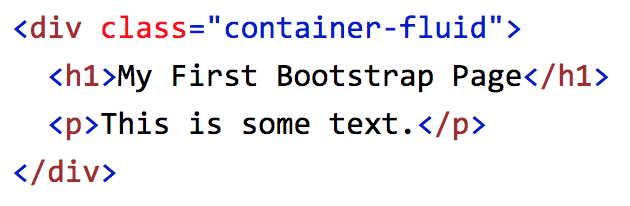 <div class="container-fluid">
  <h1>My First Bootstrap Page</h1>
  <p>This is some text.</p>
</div>